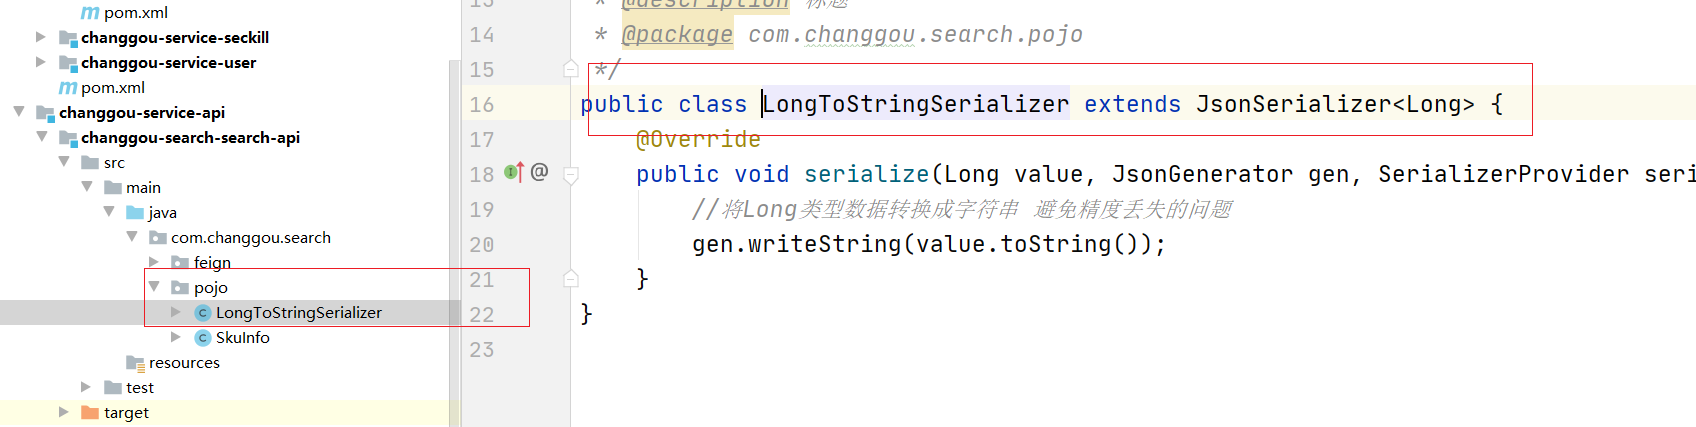 pom.xml
changgou-service-seckill
changgou-service-user
pom.xml
changgou-service-api
changgou-search-search-api
src
main
java
com.changgou.search
feign
pojo
LongToStringSerializer
SkuInfo
resources
test
target
13 * @description 标题
14 * @package com.changgou.search.pojo
15 */
16 public class LongToStringSerializer extends JsonSerializer<Long> {
17 @Override
18 public void serialize(Long value, JsonGenerator gen, SerializerProvider seri
19 //将Long类型数据转换成字符串 避免精度丢失的问题
20 gen.writeString(value.toString());
21 }
22 }
23